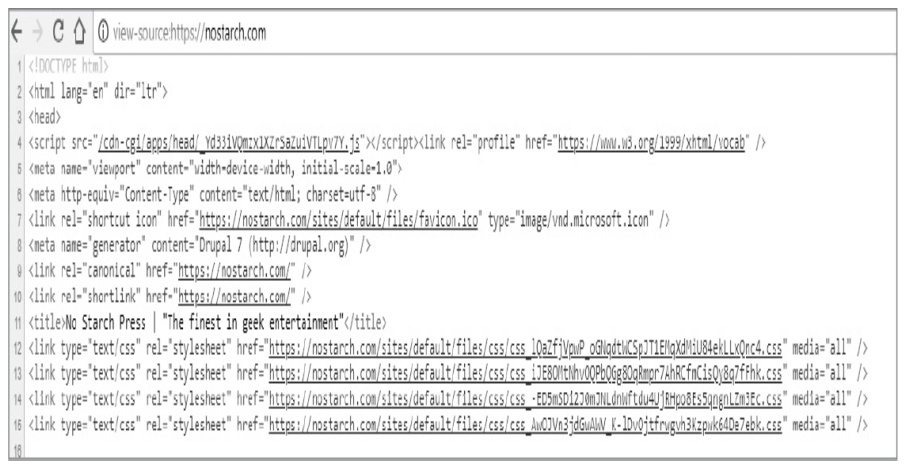 view-source:https://nostarch.com
1 <!DOCTYPE html>
2 <html lang="en" dir="ltr">
3 <head>
4 <script src="/cdn-cgi/apps/head/_Yd33iVQmzx1XZrSaZuiVTLpv7Y.js"></script><link rel="profile" href="https://www.w3.org/1999/xhtml/vocab" />
5 <meta name="viewport" content="width=device-width, initial-scale=1.0">
6 <meta http-equiv="Content-Type" content="text/html; charset=utf-8" />
7 <link rel="shortcut icon" href="https://nostarch.com/sites/default/files/favicon.ico" type="image/vnd.microsoft.icon" />
8 <meta name="generator" content="Drupal 7 (http://drupal.org)" />
9 <link rel="canonical" href="https://nostarch.com/" />
10 <link rel="shortlink" href="https://nostarch.com/" />
11 <title>No Starch Press | "The finest in geek entertainment"</title>
12 <link type="text/css" rel="stylesheet" href="https://nostarch.com/sites/default/files/css/css_lQaZfjVpwP_oGNqdtWCSpJT1EMqXdMiU84ekLLxQnc4.css" media="all" />
13 <link type="text/css" rel="stylesheet" href="https://nostarch.com/sites/default/files/css/css_iJE8OMtNhv0QPbQ6g8OqRmpr7AhRCfmCisQy8q7fFhk.css" media="all" />
14 <link type="text/css" rel="stylesheet" href="https://nostarch.com/sites/default/files/css/css_-ED5mSDi2J0mJNLdnWftdu4UjRHpo8Es5qngnLZm3Ec.css" media="all" />
15 <link type="text/css" rel="stylesheet" href="https://nostarch.com/sites/default/files/css/css_AwOJVn3jdGwAWV_K-lDv0jtfrwgvh3Kzpwk64De7ebk.css" media="all" />
16